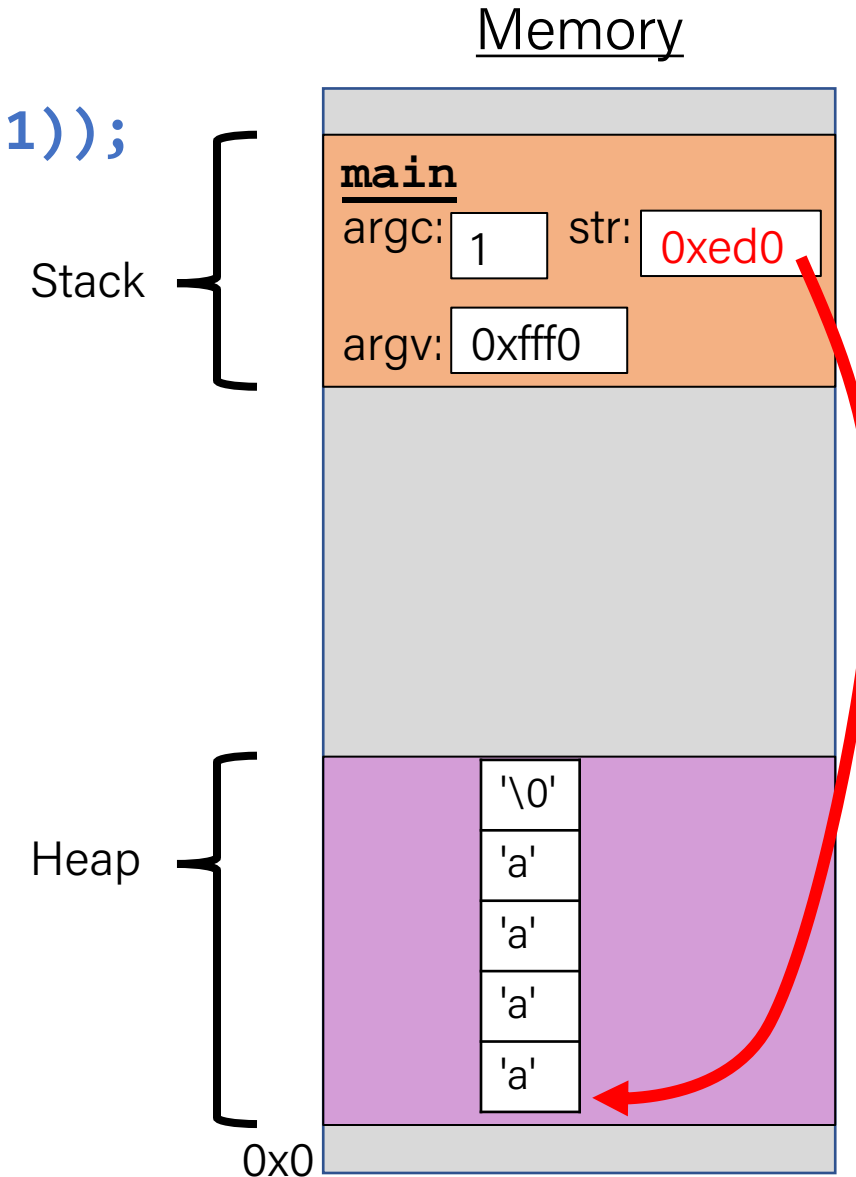 Memory
1));
main
argc: 1 str: 0xed0
Stack
argv: 0xfff0
'\0'
'a'
Heap
'a'
'a'
'a'
0x0